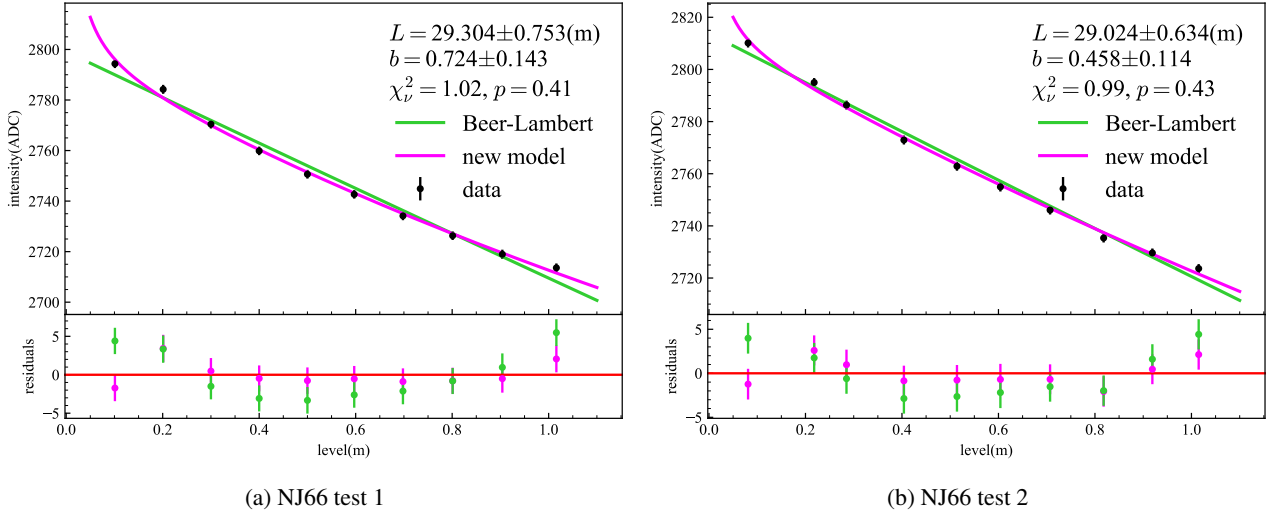 2800
2780
2760
2740
2720
2700
intensity(ADC)
L = 29.304±0.753(m)
b = 0.724±0.143
χ²ᵥ = 1.02, p = 0.41
Beer-Lambert
new model
data
5
0
−5
residuals
0.0 0.2 0.4 0.6 0.8 1.0
level(m)
(a) NJ66 test 1
2820
2800
2780
2760
2740
2720
intensity(ADC)
L = 29.024±0.634(m)
b = 0.458±0.114
χ²ᵥ = 0.99, p = 0.43
Beer-Lambert
new model
data
5
0
−5
residuals
0.0 0.2 0.4 0.6 0.8 1.0
level(m)
(b) NJ66 test 2